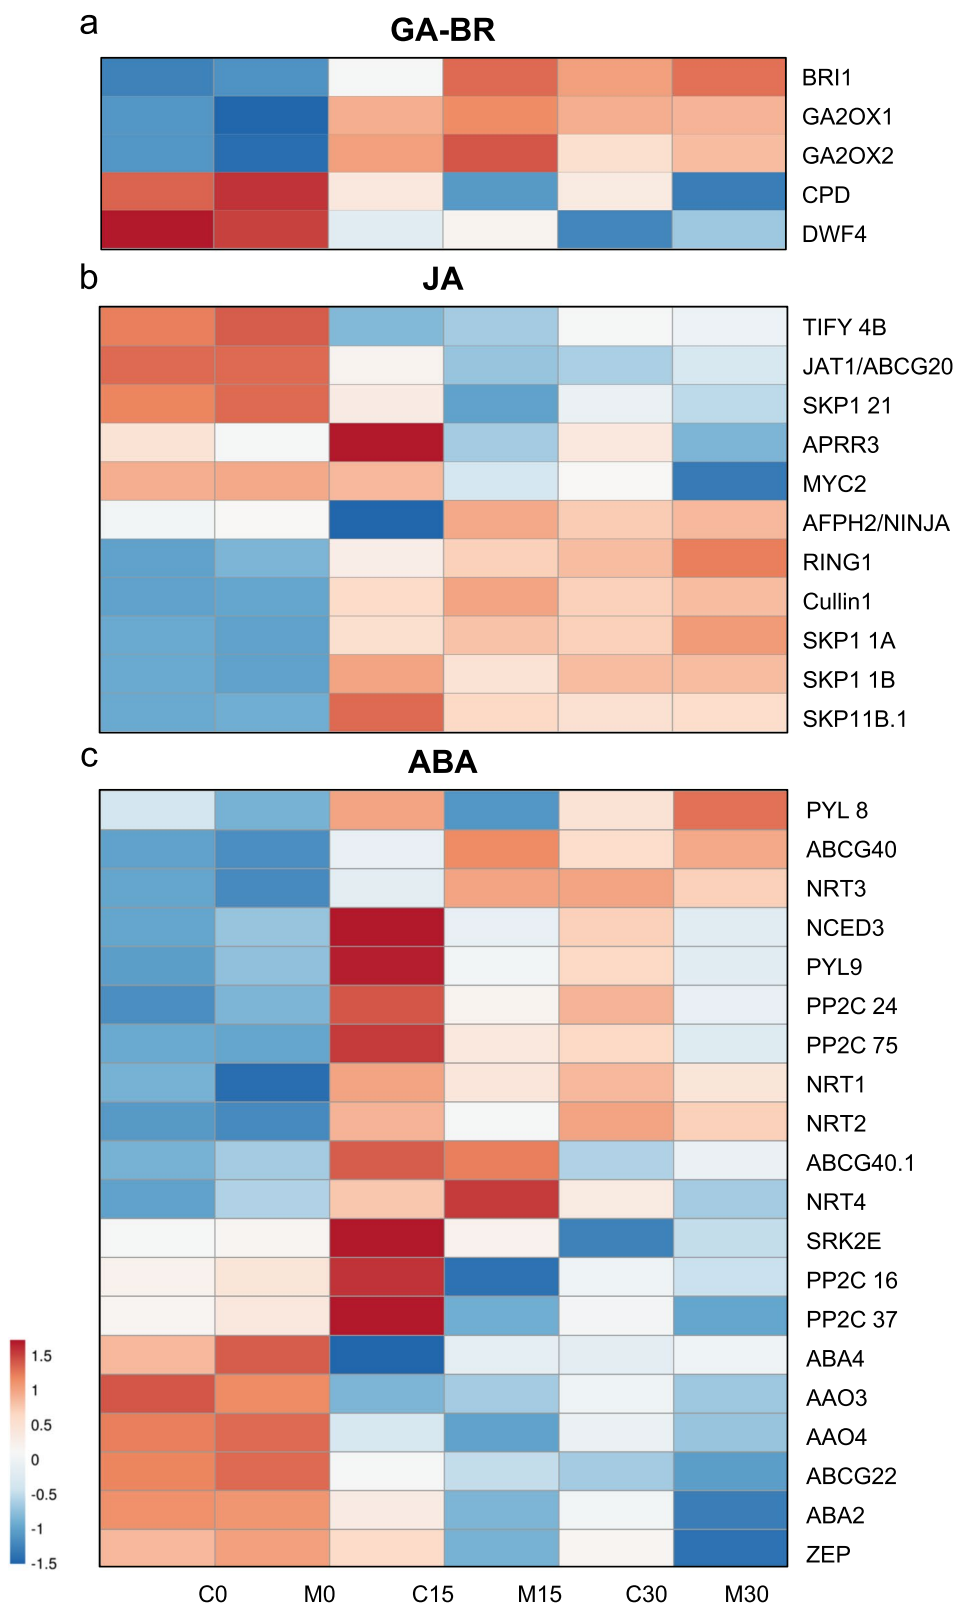 a
GA-BR
BRI1
GA2OX1
GA2OX2
CPD
DWF4
b
JA
TIFY 4B
JAT1/ABCG20
SKP1 21
APRR3
MYC2
AFPH2/NINJA
RING1
Cullin1
SKP1 1A
SKP1 1B
SKP11B.1
c
ABA
PYL 8
ABCG40
NRT3
NCED3
PYL9
PP2C 24
PP2C 75
NRT1
NRT2
ABCG40.1
NRT4
SRK2E
PP2C 16
PP2C 37
ABA4
AAO3
AAO4
ABCG22
ABA2
ZEP
1.5
1
0.5
0
-0.5
-1
-1.5
C0 M0 C15 M15 C30 M30